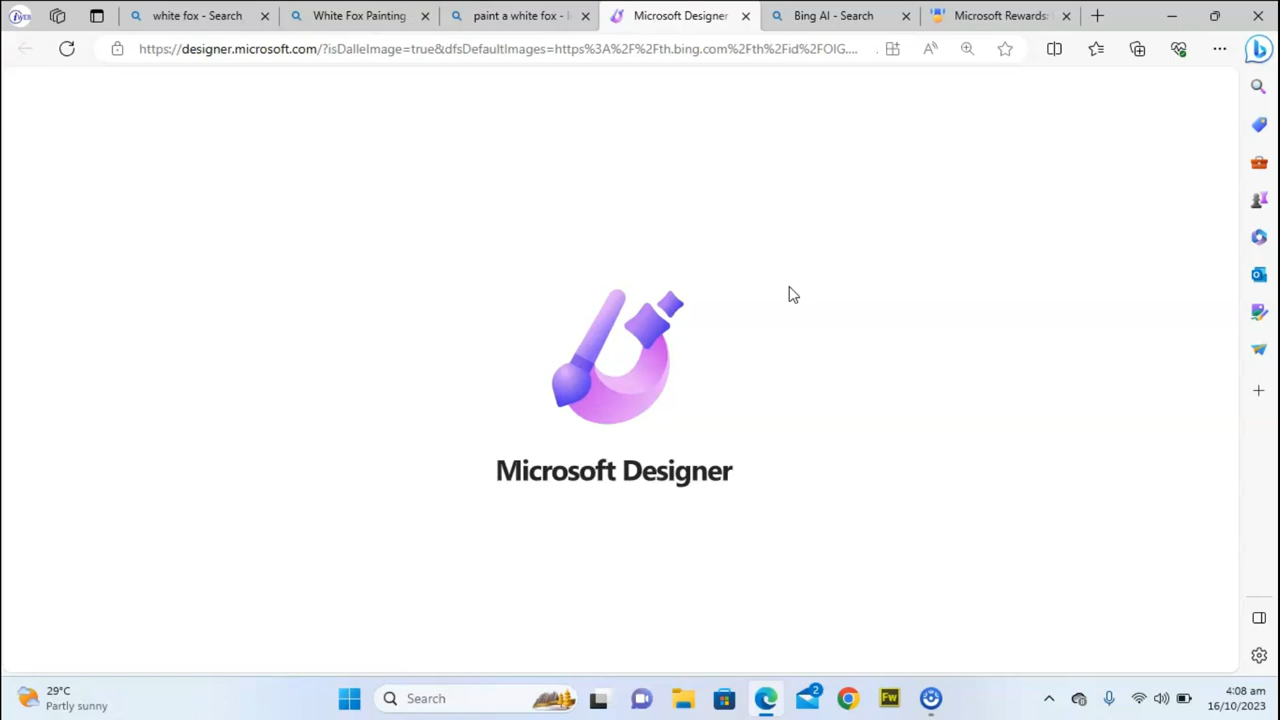 white fox - Search
White Fox Painting
paint a white fox - I
Microsoft Designer
Bing AI - Search
Microsoft Rewards:
https://designer.microsoft.com/?isDalleImage=true&dfsDefaultImages=https%3A%2F%2Fth.bing.com%2Fth%2Fid%2FOIG....
Microsoft Designer
29°C
Partly sunny
Search
2
Fw
4:08 am
16/10/2023